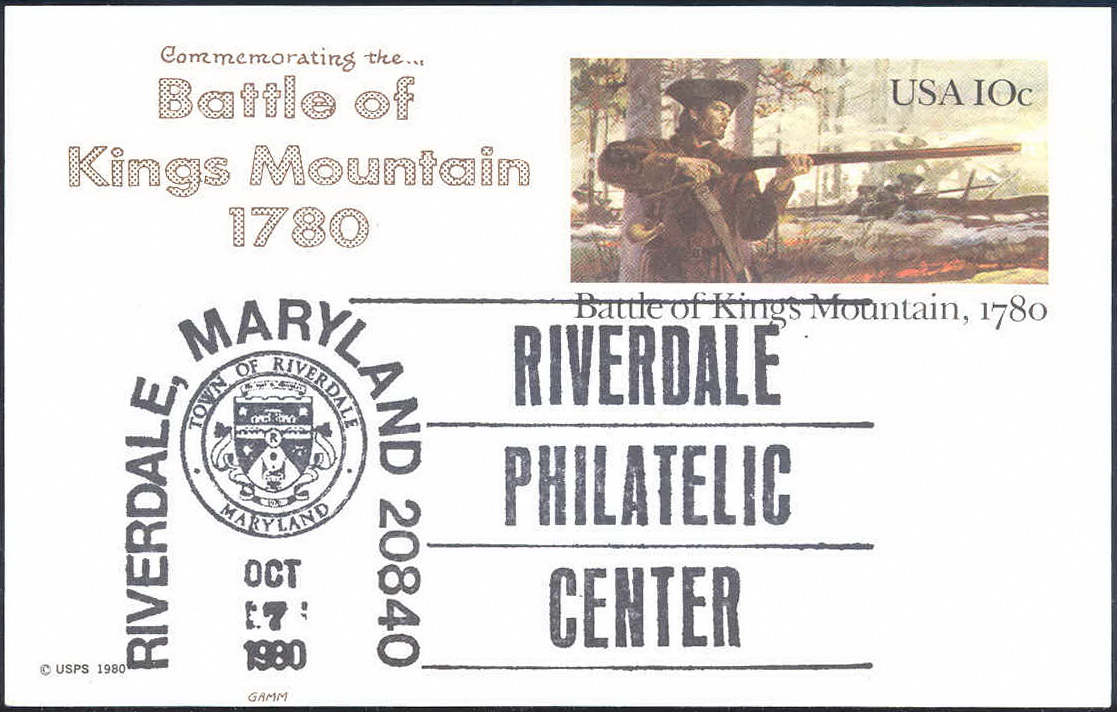 Commemorating the...
Battle of
Kings Mountain
1780
USA 10c
Battle of Kings Mountain, 1780
RIVERDALE, MARYLAND 20840
TOWN OF RIVERDALE
R
MARYLAND
OCT
7
1980
RIVERDALE
PHILATELIC
CENTER
© USPS 1980
GAMM